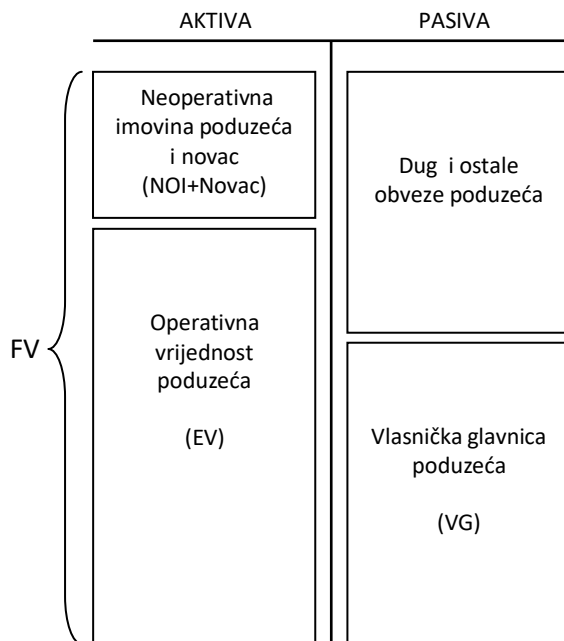 AKTIVA
PASIVA
FV
Neoperativna
imovina poduzeća
i novac
(NOI+Novac)
Operativna
vrijednost
poduzeća
(EV)
Dug i ostale
obveze poduzeća
Vlasnička glavnica
poduzeća
(VG)